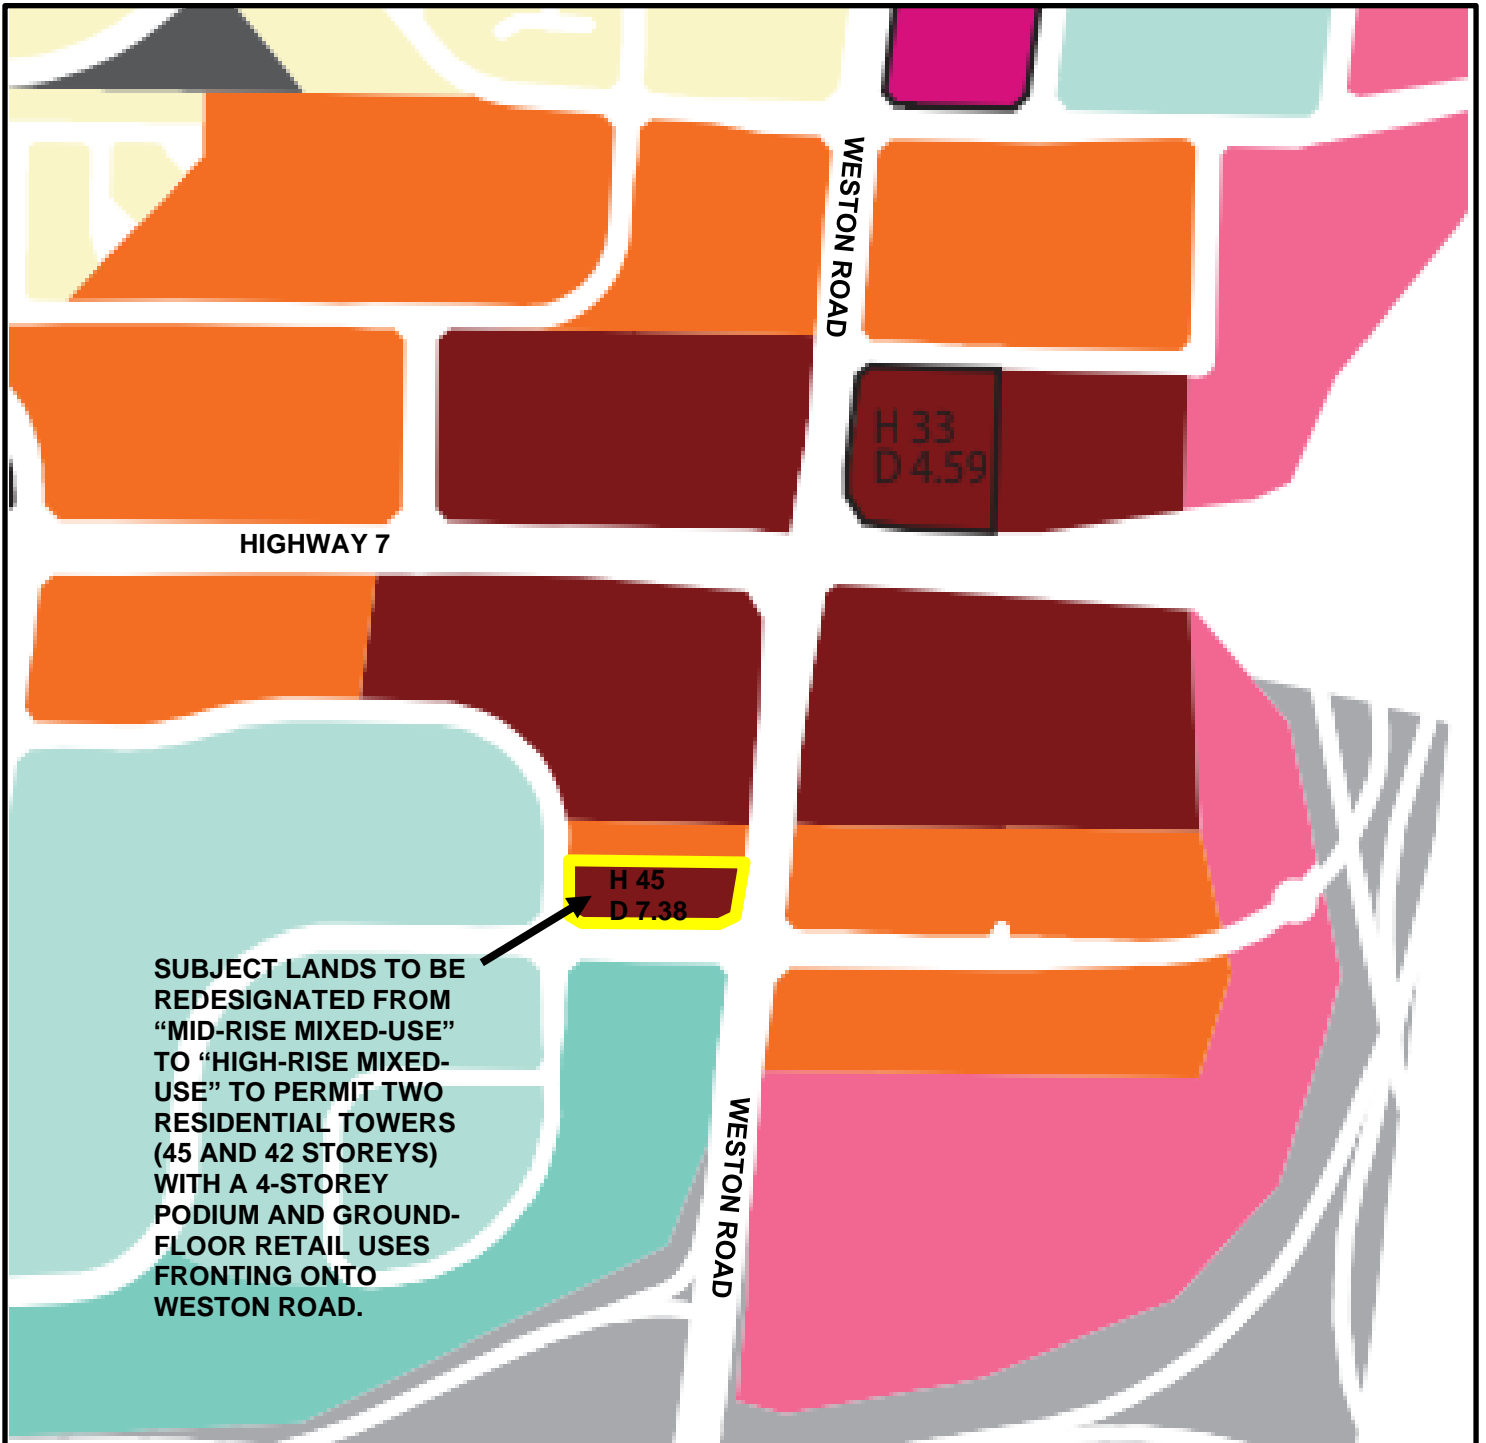 WESTON ROAD
H 33
D 4.59
HIGHWAY 7
H 45
D 7.38
SUBJECT LANDS TO BE
REDESIGNATED FROM
“MID-RISE MIXED-USE”
TO “HIGH-RISE MIXED-
USE” TO PERMIT TWO
RESIDENTIAL TOWERS
(45 AND 42 STOREYS)
WITH A 4-STOREY
PODIUM AND GROUND-
FLOOR RETAIL USES
FRONTING ONTO
WESTON ROAD.
WESTON ROAD